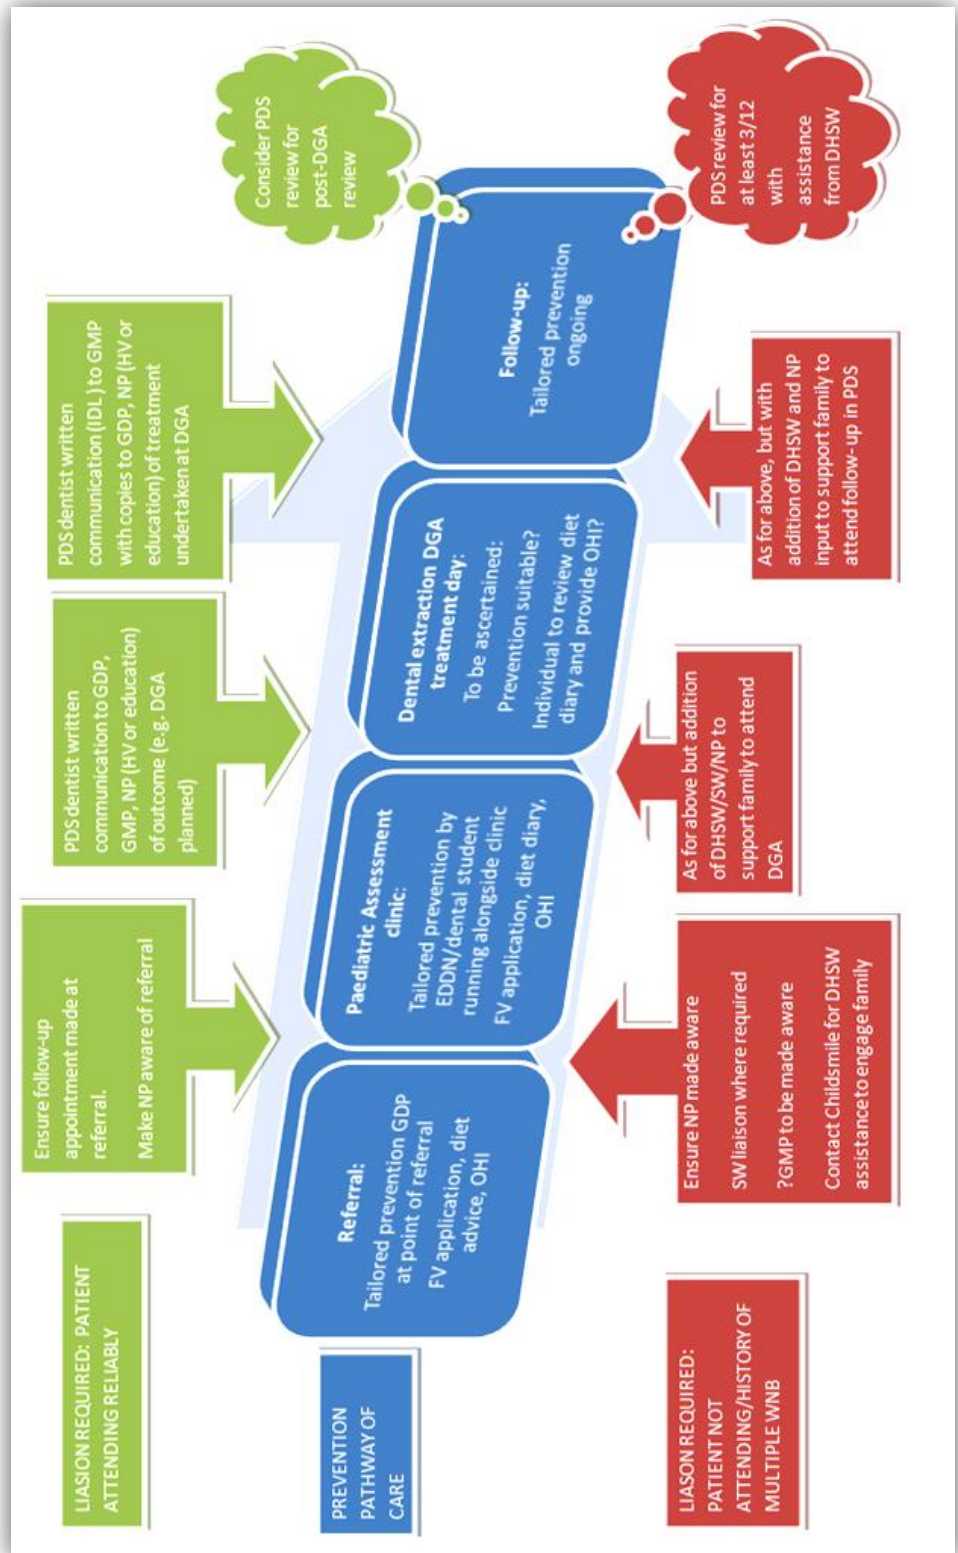 LIASION REQUIRED: PATIENT
ATTENDING RELIABLY
Ensure follow-up
appointment made at
referral.
Make NP aware of referral
PDS dentist written
communication to GDP,
GMP, NP (HV or education)
of outcome (e.g. DGA
planned)
PDS dentist written
communication (IDL) to GMP
with copies to GDP, NP (HV or
education) of treatment
undertaken at DGA
Consider PDS
review for
post-DGA
review
PREVENTION
PATHWAY OF
CARE
Referral:
Tailored prevention GDP
at point of referral
FV application, diet
advice, OHI
Paediatric Assessment
clinic:
Tailored prevention by
EDDN/dental student
running alongside clinic
FV application, diet diary,
OHI
Dental extraction DGA
treatment day:
To be ascertained:
Prevention suitable?
Individual to review diet
diary and provide OHI?
Follow-up:
Tailored prevention
ongoing
LIASON REQUIRED:
PATIENT NOT
ATTENDING/HISTORY OF
MULTIPLE WNB
Ensure NP made aware
SW liaison where required
?GMP to be made aware
Contact Childsmile for DHSW
assistance to engage family
As for above but addition
of DHSW/SW/NP to
support family to attend
DGA
As for above, but with
addition of DHSW and NP
input to support family to
attend follow-up in PDS
PDS review for
at least 3/12
with
assistance
from DHSW